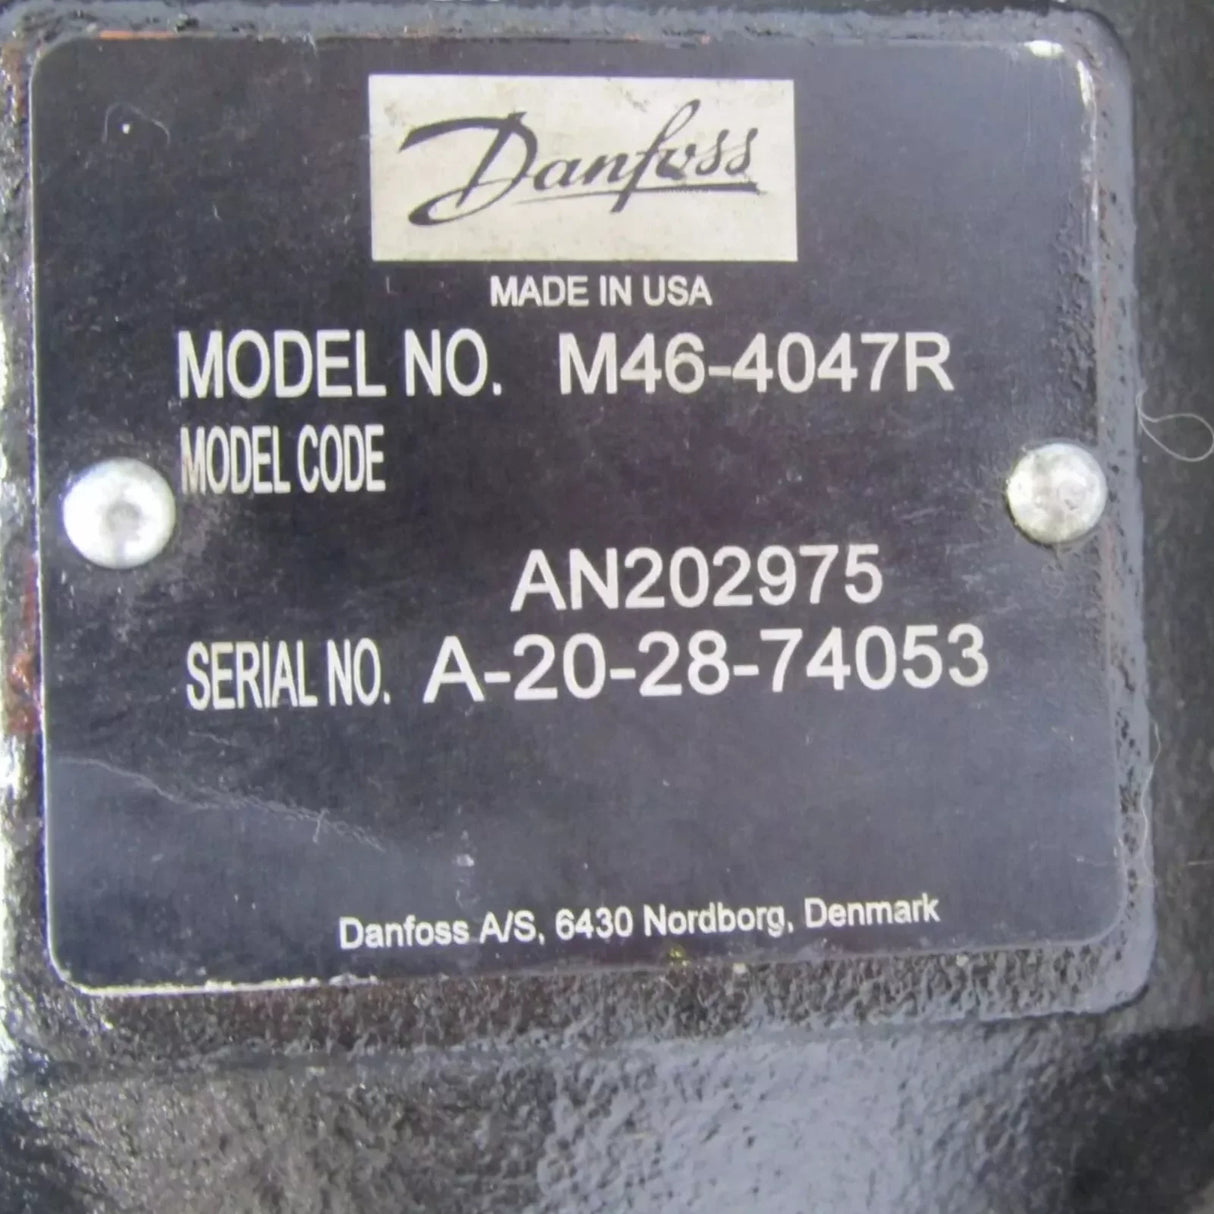 Danfoss
MADE IN USA
MODEL NO. M46-4047R
MODEL CODE
AN202975
SERIAL NO. A-20-28-74053
Danfoss A/S, 6430 Nordborg, Denmark